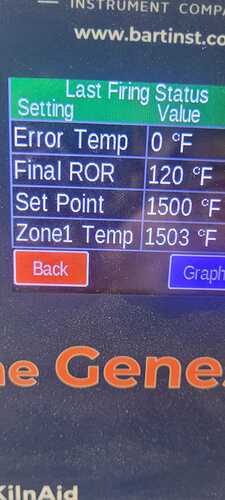 INSTRUMENT COMPA
www.bartinst.co
Last Firing Status
Setting Value
Error Temp 0 °F
Final ROR 120 °F
Set Point 1500 °F
Zone1 Temp 1503 °F
Back Graph
e Genes
KilnAid